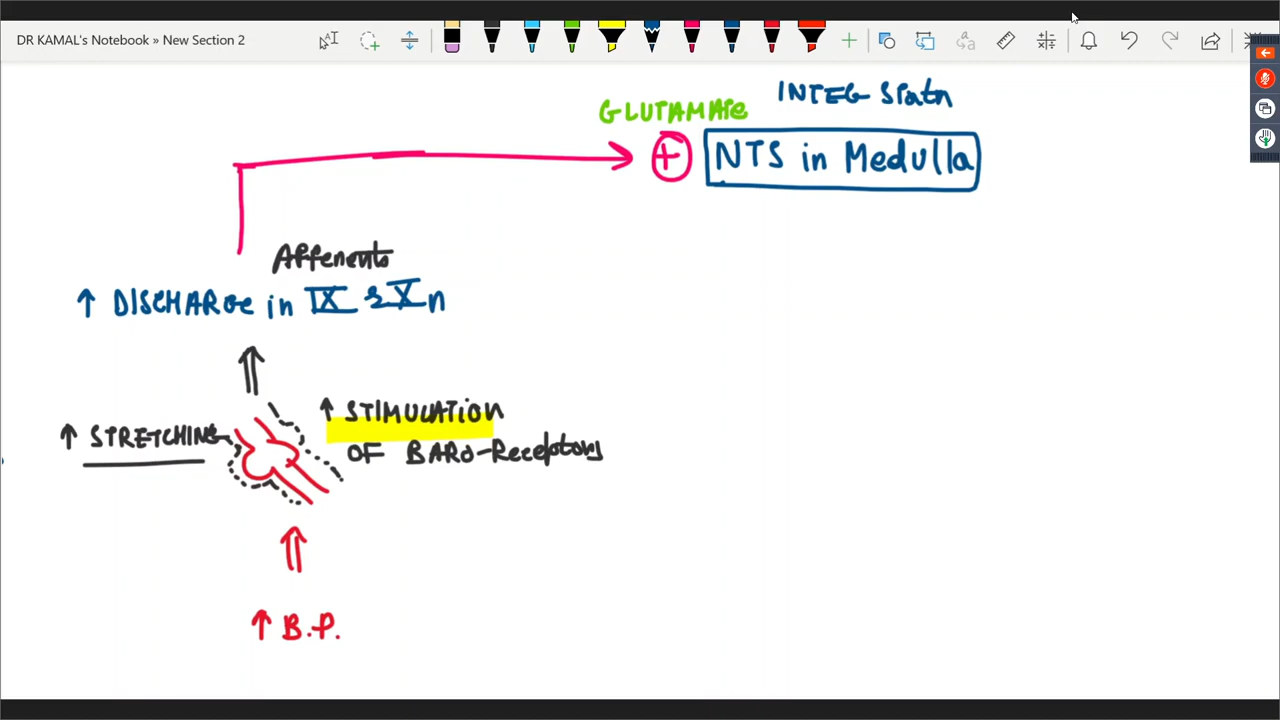 DR KAMAL's Notebook » New Section 2
INTEG Statn
GLUTAMATE
+ NTS in Medulla
Afferents
↑ DISCHARGE in IX & X n
↑ STIMULATION
↑ STRETCHING
OF BARO-Receptors
↑ B.P.